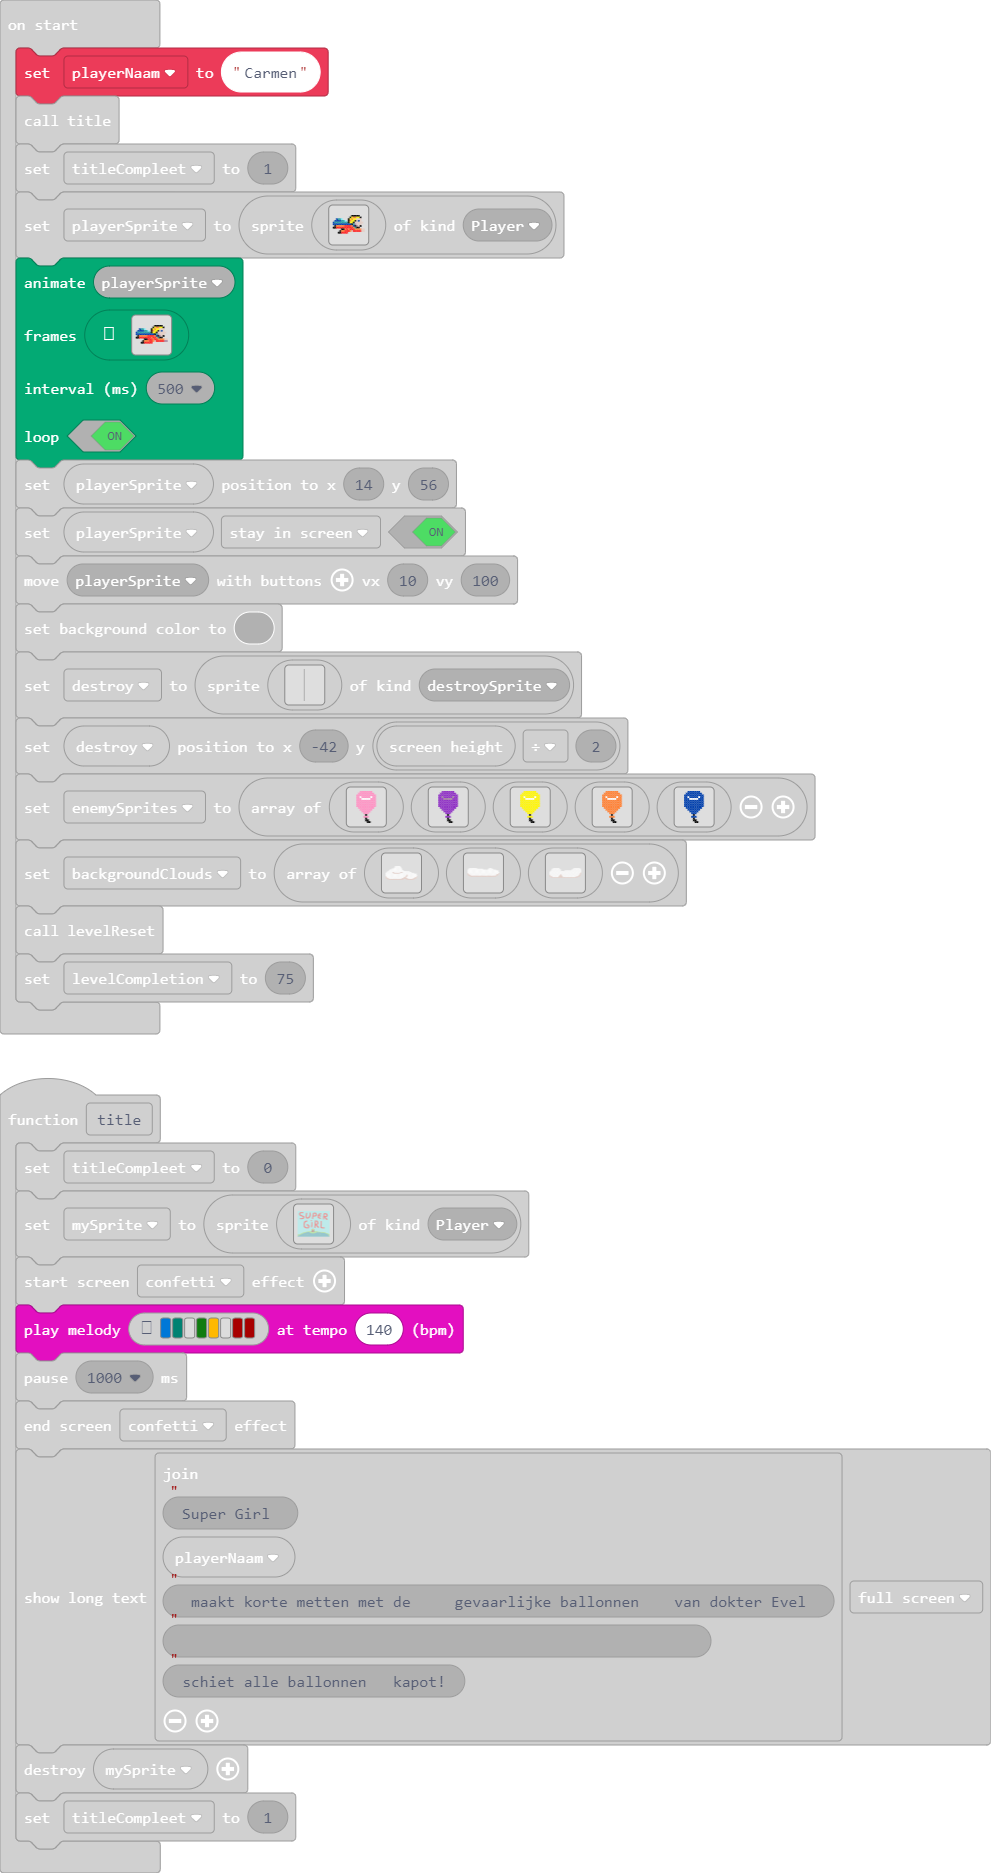 on start
set playerNaam to "Carmen"
call title
set titleCompleet to 1
set playerSprite to sprite of kind Player
animate playerSprite
frames
interval (ms) 500
loop ON
set playerSprite position to x 14 y 56
set playerSprite stay in screen ON
move playerSprite with buttons vx 10 vy 100
set background color to
set destroy to sprite of kind destroySprite
set destroy position to x -42 y screen height ÷ 2
set enemySprites to array of
set backgroundClouds to array of
call levelReset
set levelCompletion to 75
function title
set titleCompleet to 0
set mySprite to sprite SUPER GIRL of kind Player
start screen confetti effect
play melody at tempo 140 (bpm)
pause 1000 ms
end screen confetti effect
show long text join
" Super Girl
playerNaam
" maakt korte metten met de gevaarlijke ballonnen van dokter Evel
"
" schiet alle ballonnen kapot!
full screen
destroy mySprite
set titleCompleet to 1